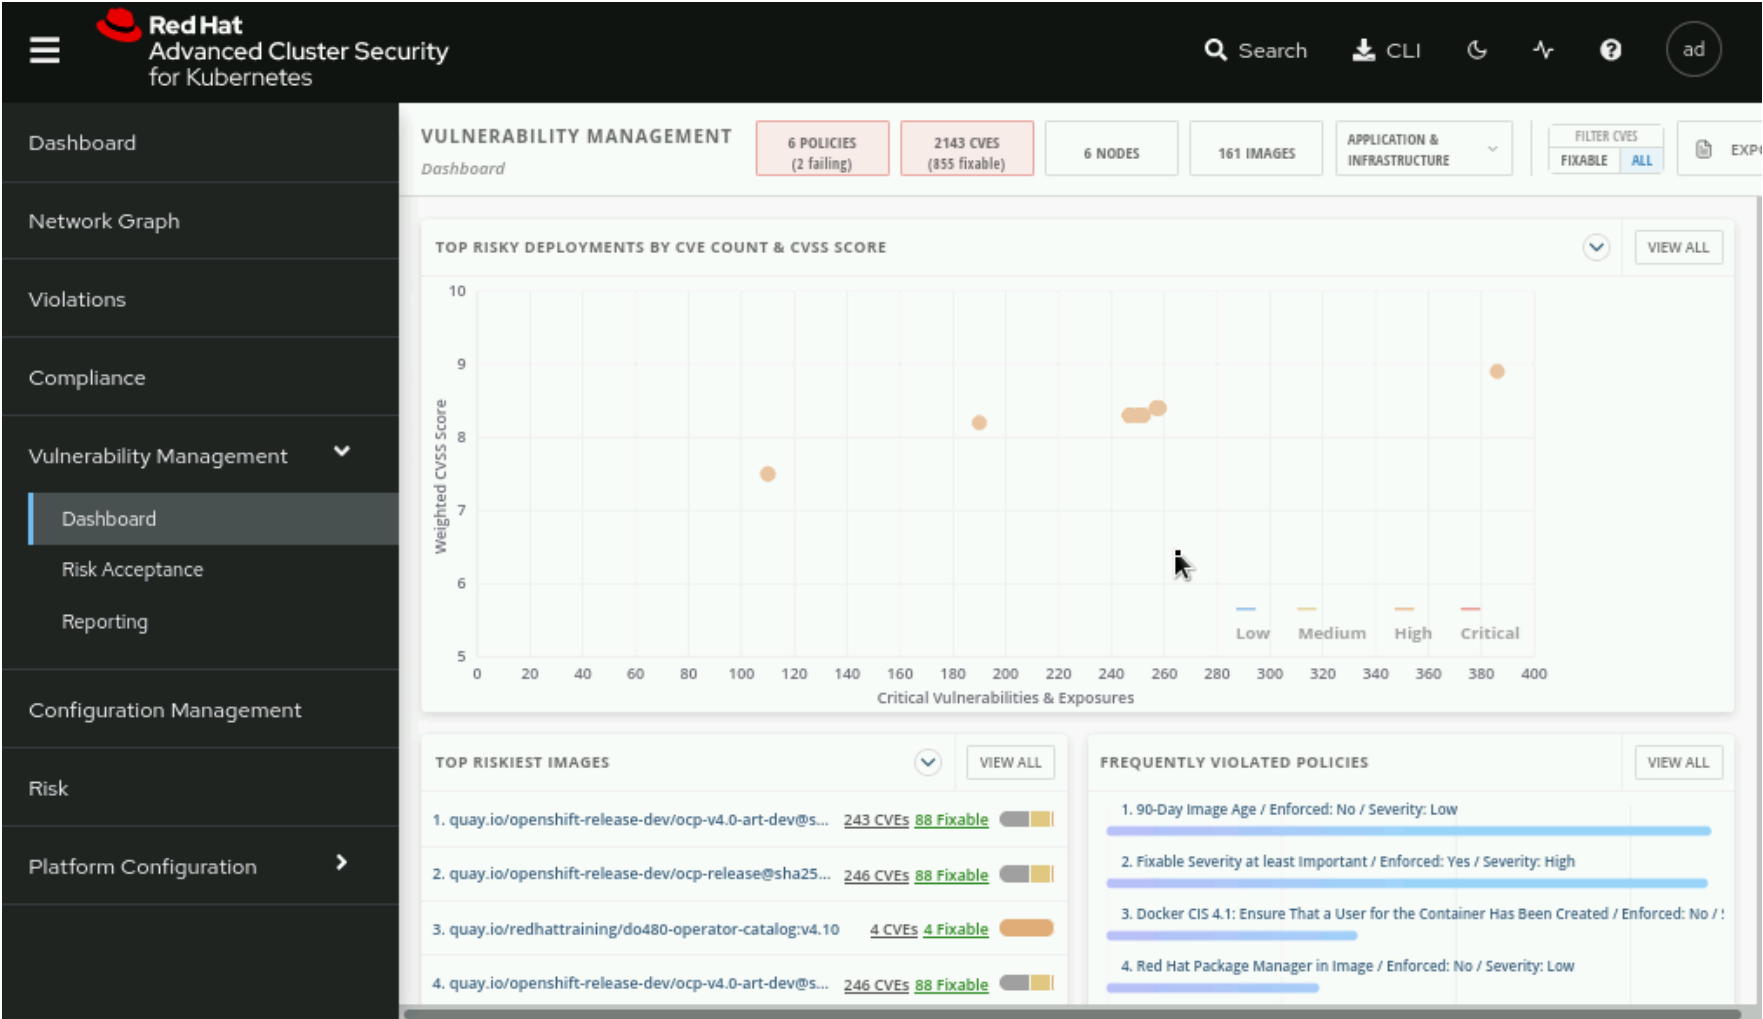 Red Hat
Advanced Cluster Security
for Kubernetes
Search
CLI
ad
Dashboard
Network Graph
Violations
Compliance
Vulnerability Management
Dashboard
Risk Acceptance
Reporting
Configuration Management
Risk
Platform Configuration
VULNERABILITY MANAGEMENT
Dashboard
6 POLICIES
(2 failing)
2143 CVES
(855 fixable)
6 NODES
161 IMAGES
APPLICATION &
INFRASTRUCTURE
FILTER CVES
FIXABLE ALL
EXPO
TOP RISKY DEPLOYMENTS BY CVE COUNT & CVSS SCORE
VIEW ALL
Weighted CVSS Score
10
9
8
7
6
5
Low Medium High Critical
0 20 40 60 80 100 120 140 160 180 200 220 240 260 280 300 320 340 360 380 400
Critical Vulnerabilities & Exposures
TOP RISKIEST IMAGES
VIEW ALL
1. quay.io/openshift-release-dev/ocp-v4.0-art-dev@s... 243 CVEs 88 Fixable
2. quay.io/openshift-release-dev/ocp-release@sha25... 246 CVEs 88 Fixable
3. quay.io/redhattraining/do480-operator-catalog:v4.10 4 CVEs 4 Fixable
4. quay.io/openshift-release-dev/ocp-v4.0-art-dev@s... 246 CVEs 88 Fixable
FREQUENTLY VIOLATED POLICIES
VIEW ALL
1. 90-Day Image Age / Enforced: No / Severity: Low
2. Fixable Severity at least Important / Enforced: Yes / Severity: High
3. Docker CIS 4.1: Ensure That a User for the Container Has Been Created / Enforced: No /
4. Red Hat Package Manager in Image / Enforced: No / Severity: Low